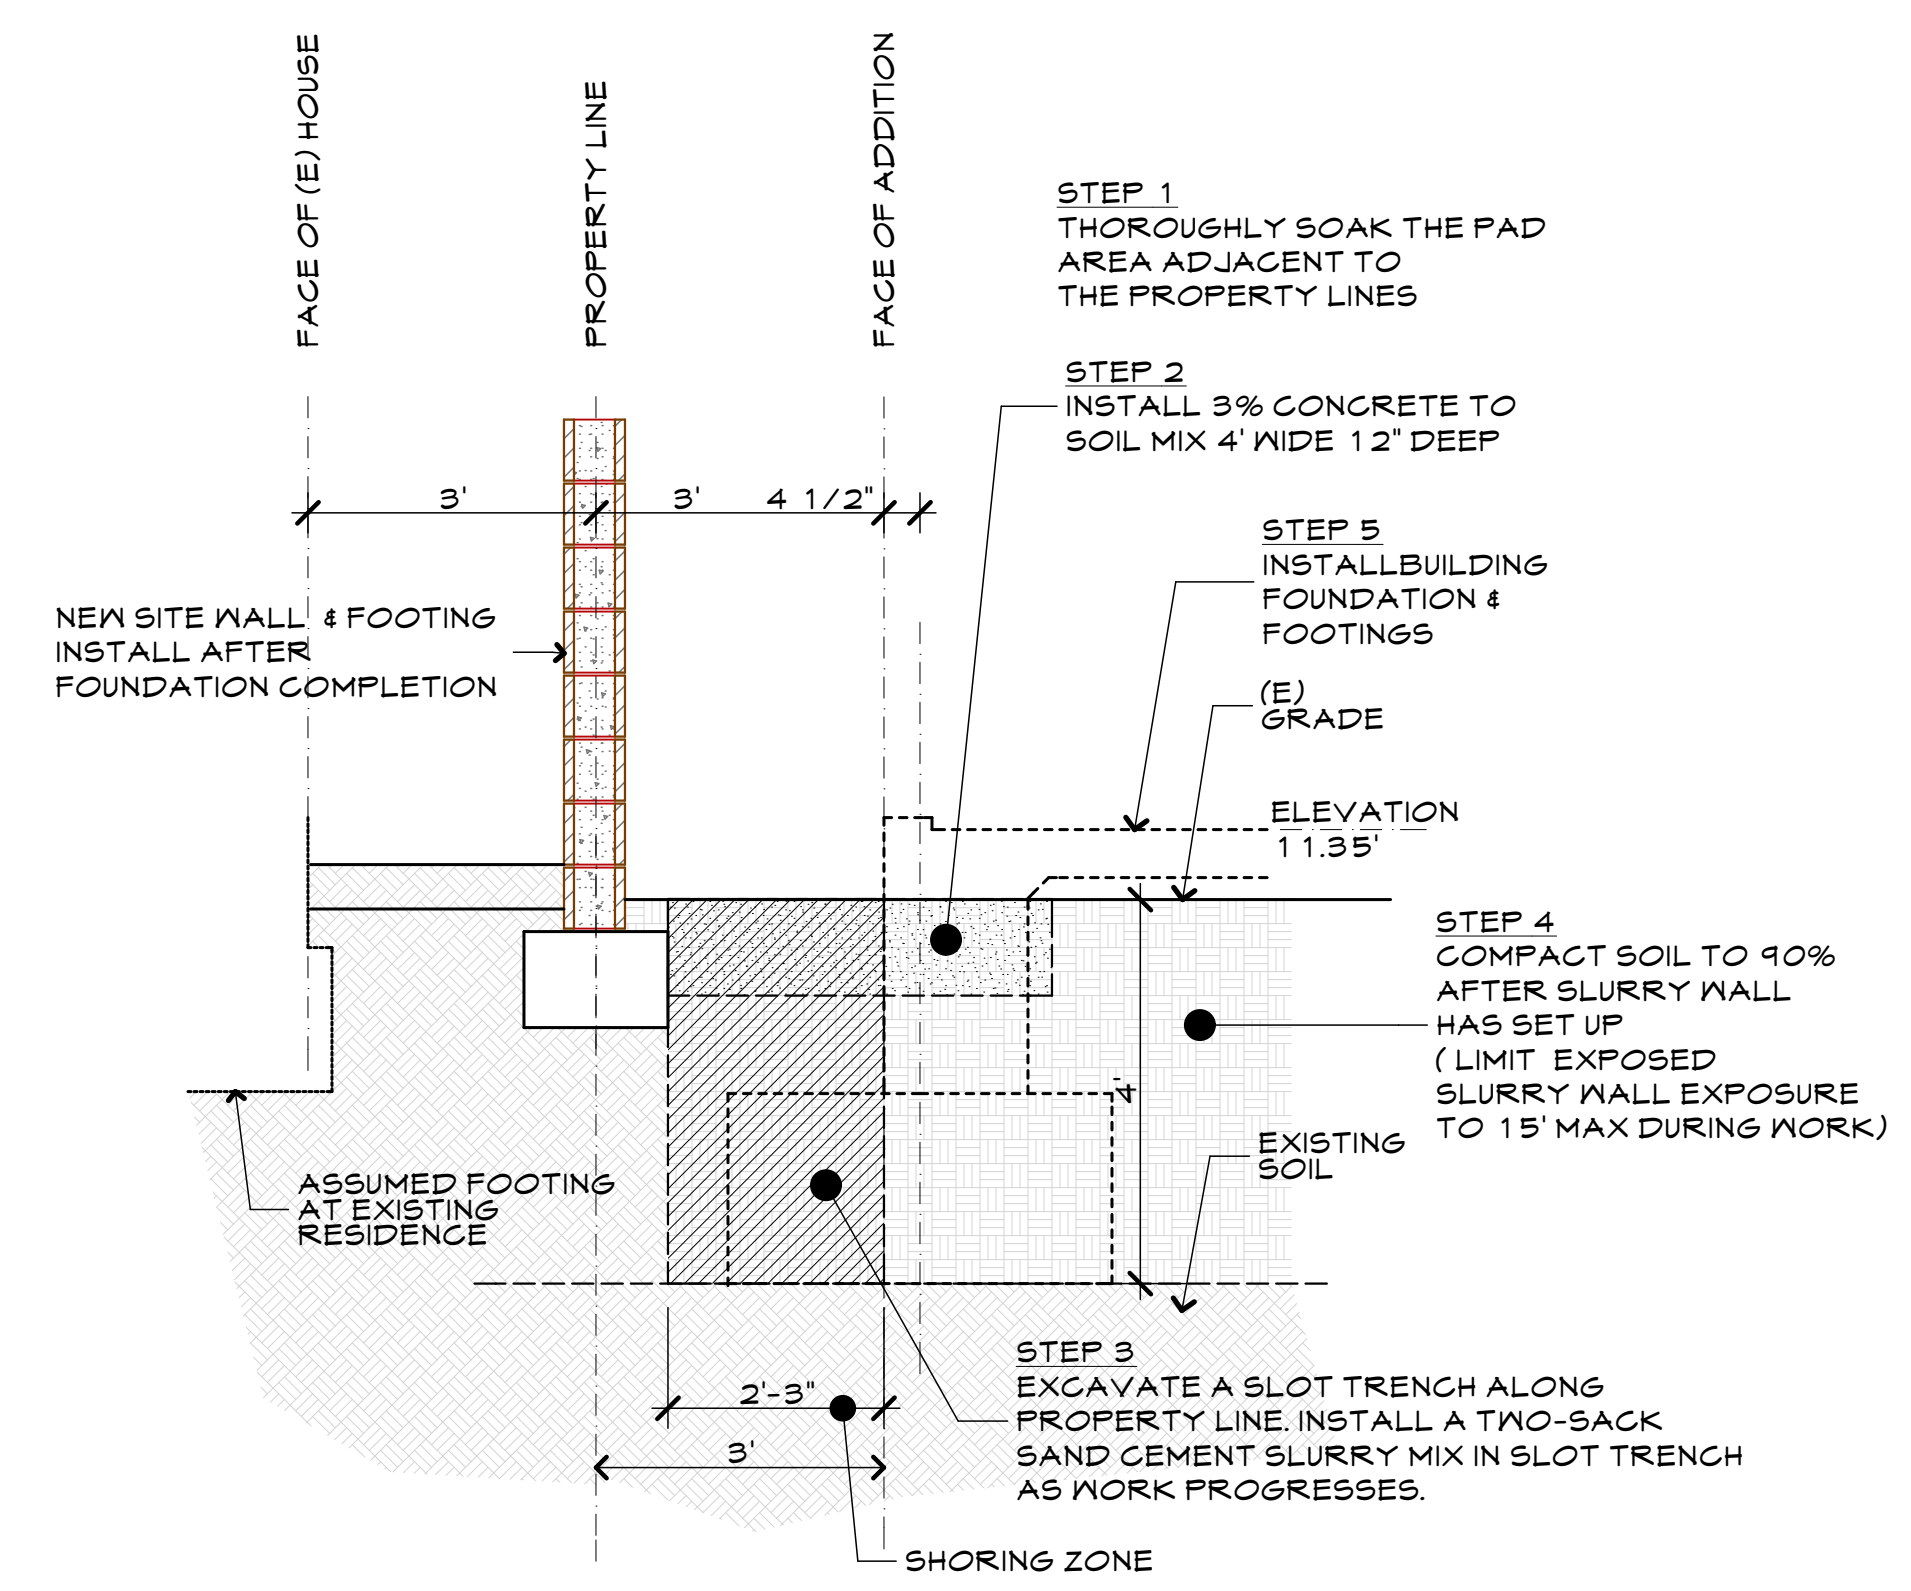 FACE OF (E) HOUSE
PROPERTY LINE
FACE OF ADDITION
STEP 1
THOROUGHLY SOAK THE PAD
AREA ADJACENT TO
THE PROPERTY LINES
STEP 2
INSTALL 3% CONCRETE TO
SOIL MIX 4' WIDE 12" DEEP
3'
3'
4 1/2"
STEP 5
INSTALLBUILDING
FOUNDATION &
FOOTINGS
NEW SITE WALL & FOOTING
INSTALL AFTER
FOUNDATION COMPLETION
(E)
GRADE
ELEVATION
11.35'
STEP 4
COMPACT SOIL TO 90%
AFTER SLURRY WALL
HAS SET UP
( LIMIT EXPOSED
SLURRY WALL EXPOSURE
TO 15' MAX DURING WORK)
4'
EXISTING
SOIL
ASSUMED FOOTING
AT EXISTING
RESIDENCE
STEP 3
EXCAVATE A SLOT TRENCH ALONG
PROPERTY LINE. INSTALL A TWO-SACK
SAND CEMENT SLURRY MIX IN SLOT TRENCH
AS WORK PROGRESSES.
2'-3"
3'
SHORING ZONE